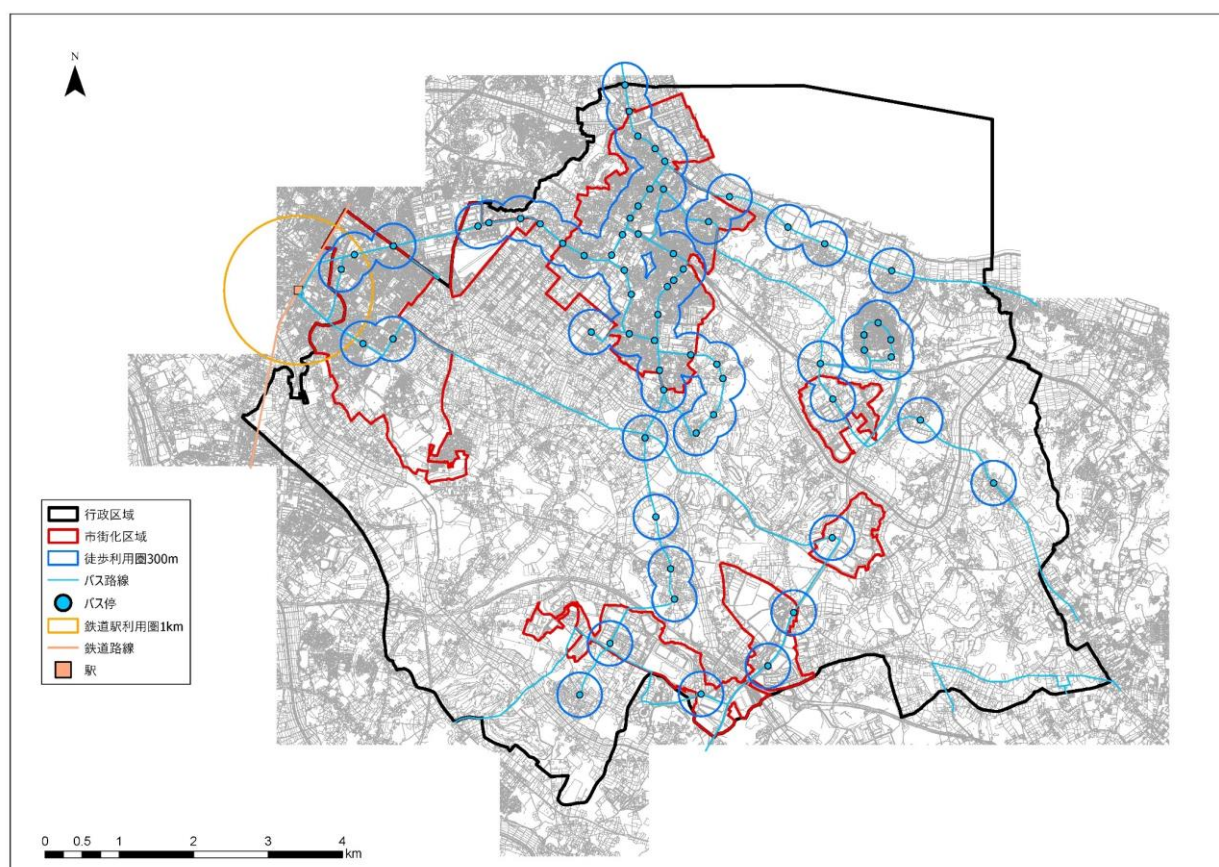 N
行政区域
市街化区域
徒歩利用圏300m
バス路線
バス停
鉄道駅利用圏1km
鉄道路線
駅
0 0.5 1 2 3 4
km